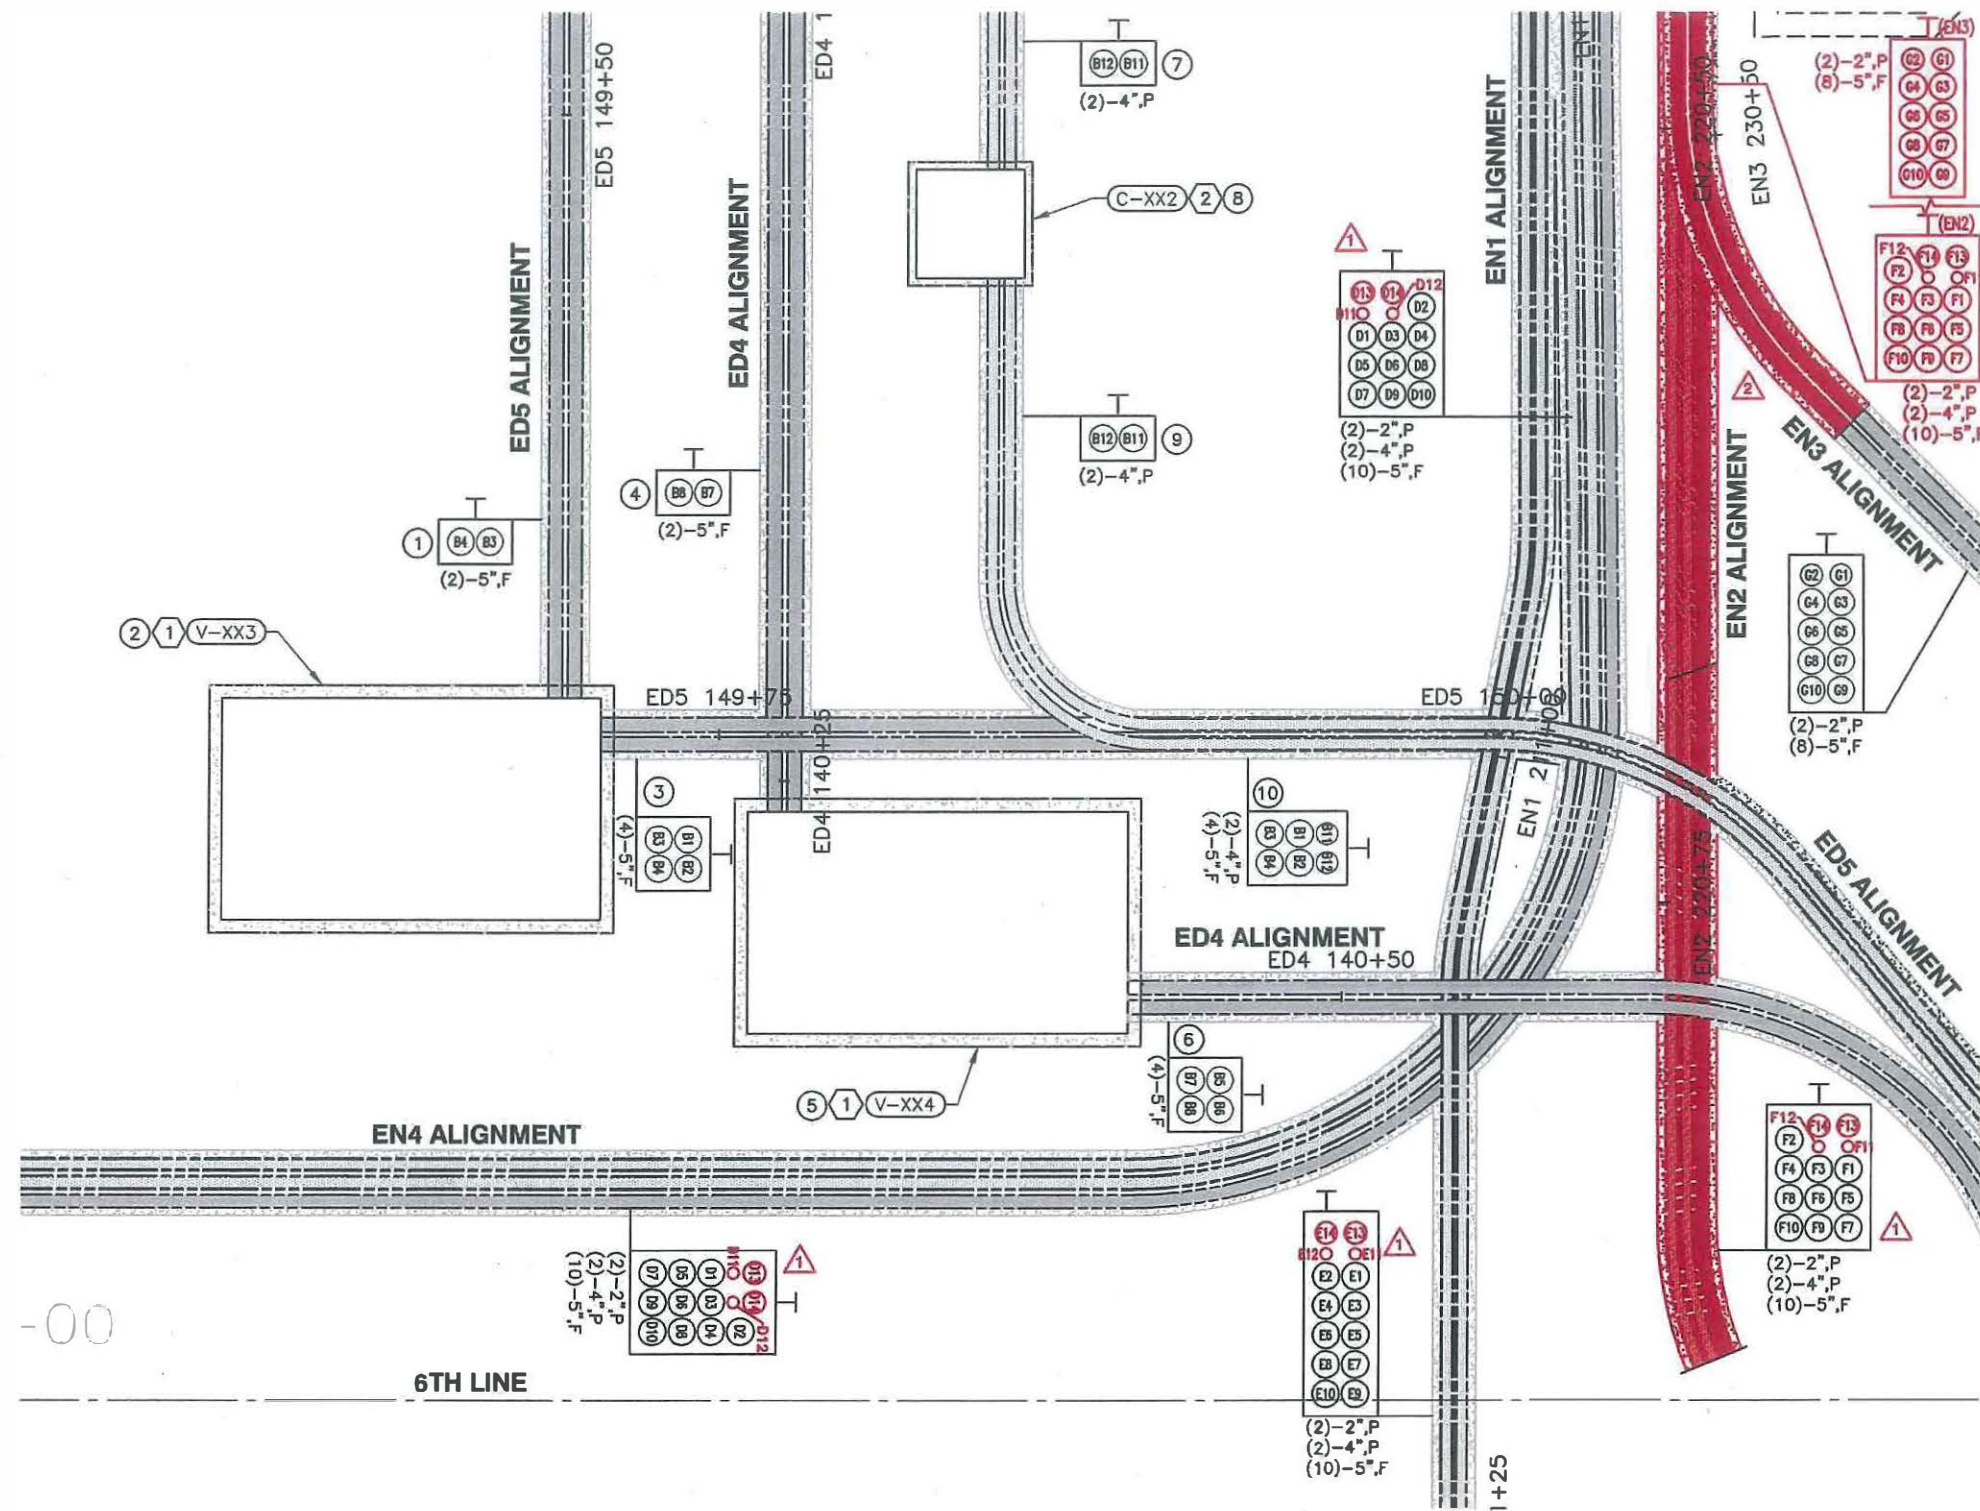 ED5 149+50
ED4 1
B12 B11
7
(2)-4",P
C-XX2 2 8
ED5 ALIGNMENT
ED4 ALIGNMENT
EN1 ALIGNMENT
EN2 220+50
EN3 230+50
(EN3)
(2)-2",P
(8)-5",F
G2 G1
G4 G3
G6 G5
G8 G7
G10 G9
(EN2)
F12 F14 F13
F2 F1
F4 F3 F1
F8 F6 F5
F10 F9 F7
(2)-2",P
(2)-4",P
(10)-5",F
1
D13 D14 D12
D11 D2
D1 D3 D4
D5 D6 D8
D7 D9 D10
(2)-2",P
(2)-4",P
(10)-5",F
B12 B11
9
(2)-4",P
4
B8 B7
(2)-5",F
1
B4 B3
(2)-5",F
2
EN3 ALIGNMENT
EN2 ALIGNMENT
G2 G1
G4 G3
G6 G5
G8 G7
G10 G9
(2)-2",P
(8)-5",F
2 1 V-XX3
ED5 149+75
ED4 140+25
ED5 150+00
EN1 211+00
3
B1 B2
B3 B4
(4)-5",F
10
B11 B12
B1 B2
B3 B4
(2)-4",P
(4)-5",F
EN2 220+75
ED5 ALIGNMENT
ED4 ALIGNMENT
ED4 140+50
6
B5 B6
B7 B8
(4)-5",F
5 1 V-XX4
EN4 ALIGNMENT
F12 F14 F13
F2 F11
F4 F3 F1
F8 F6 F5
F10 F9 F7
1
(2)-2",P
(2)-4",P
(10)-5",F
E14 E13
E12 E11
E2 E1
E4 E3
E6 E5
E8 E7
E10 E9
1
(2)-2",P
(2)-4",P
(10)-5",F
D13 D14
D11 D12
D1 D3 D2
D5 D6 D4
D7 D9 D8
D10
1
(2)-2",P
(2)-4",P
(10)-5",F
-00
6TH LINE
1+25